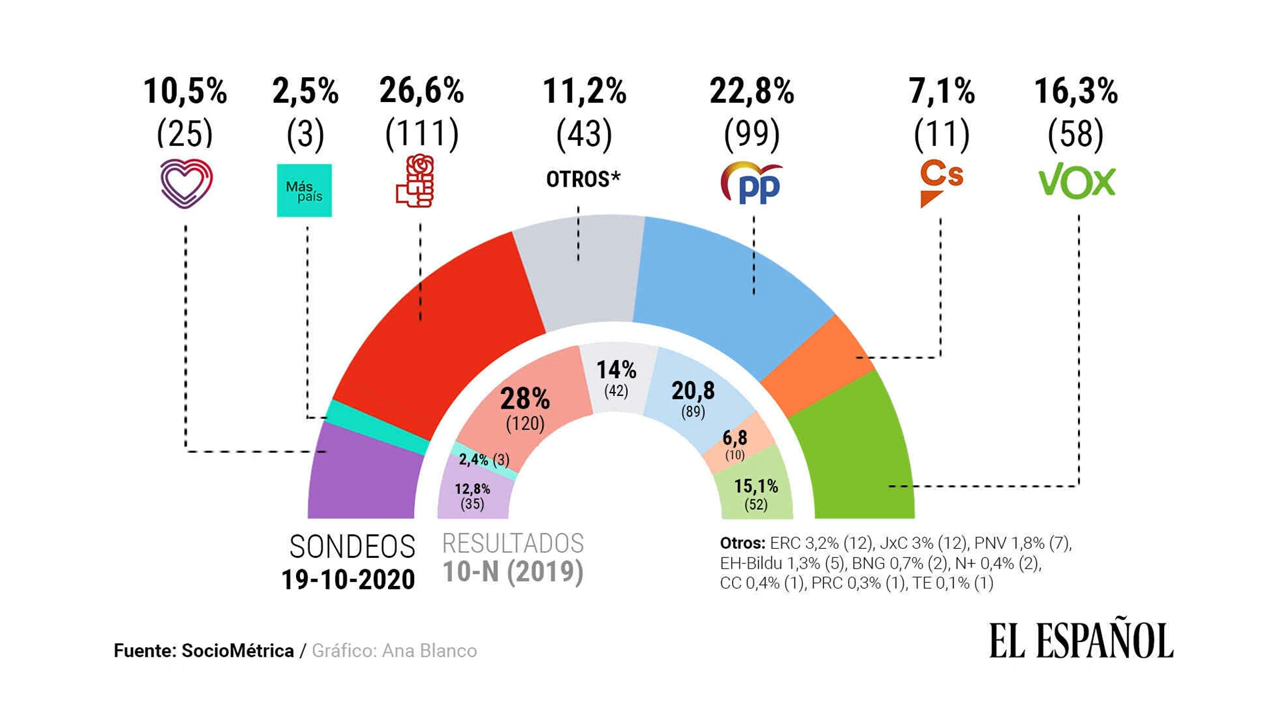 10,5% 2,5% 26,6% 11,2% 22,8% 7,1% 16,3%
(25) (3) (111) (43) (99) (11) (58)
Más
país
OTROS*
pp
Cs
VOX
28%
(120)
14%
(42)
20,8
(89)
6,8
(10)
2,4% (3)
12,8%
(35)
15,1%
(52)
SONDEOS
19-10-2020
RESULTADOS
10-N (2019)
Otros: ERC 3,2% (12), JxC 3% (12), PNV 1,8% (7),
EH-Bildu 1,3% (5), BNG 0,7% (2), N+ 0,4% (2),
CC 0,4% (1), PRC 0,3% (1), TE 0,1% (1)
Fuente: SocioMétrica / Gráfico: Ana Blanco
EL ESPAÑOL